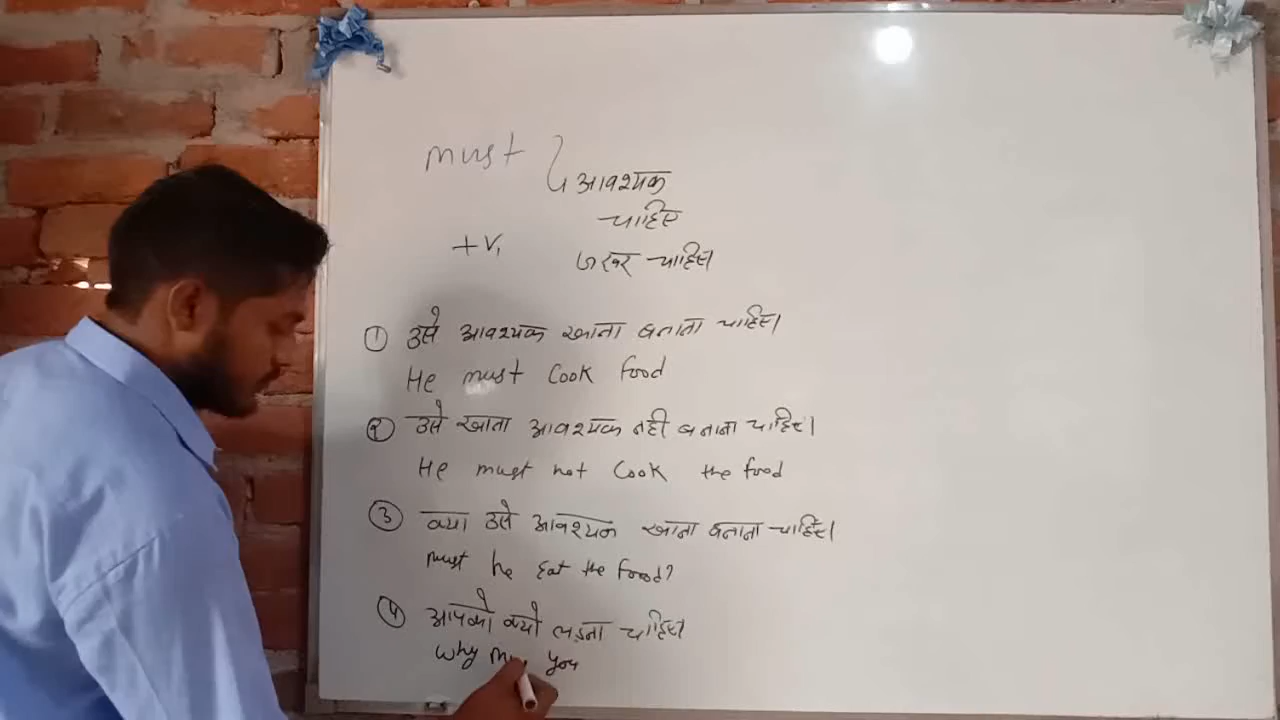 must
आवश्यक
चाहिए
+V₁
जरूर चाहिए।
① उसे आवश्यक खाना बनाना चाहिए।
He must Cook food
② उसे खाना आवश्यक नही बनाना चाहिए।
He must not Cook the food
③ क्या उसे आवश्यक खाना बनाना चाहिए।
must he Eat the food?
④ आपको क्यो लड़ना चाहिए।
Why you